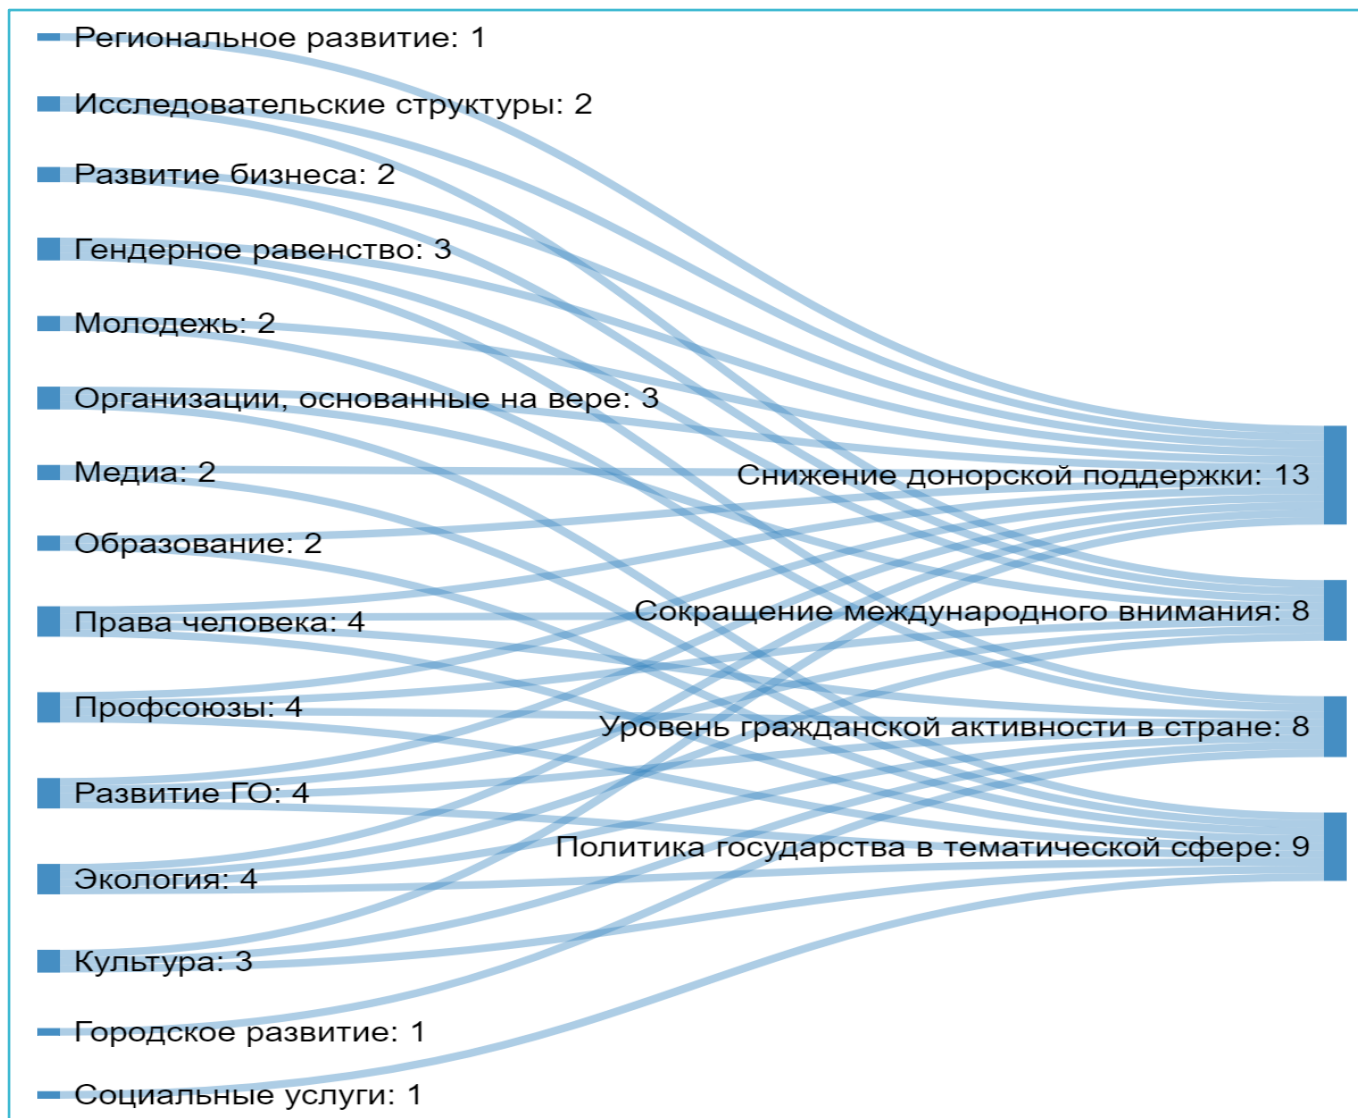 Региональное развитие: 1
Исследовательские структуры: 2
Развитие бизнеса: 2
Гендерное равенство: 3
Молодежь: 2
Организации, основанные на вере: 3
Медиа: 2
Образование: 2
Права человека: 4
Профсоюзы: 4
Развитие ГО: 4
Экология: 4
Культура: 3
Городское развитие: 1
Социальные услуги: 1
Снижение донорской поддержки: 13
Сокращение международного внимания: 8
Уровень гражданской активности в стране: 8
Политика государства в тематической сфере: 9